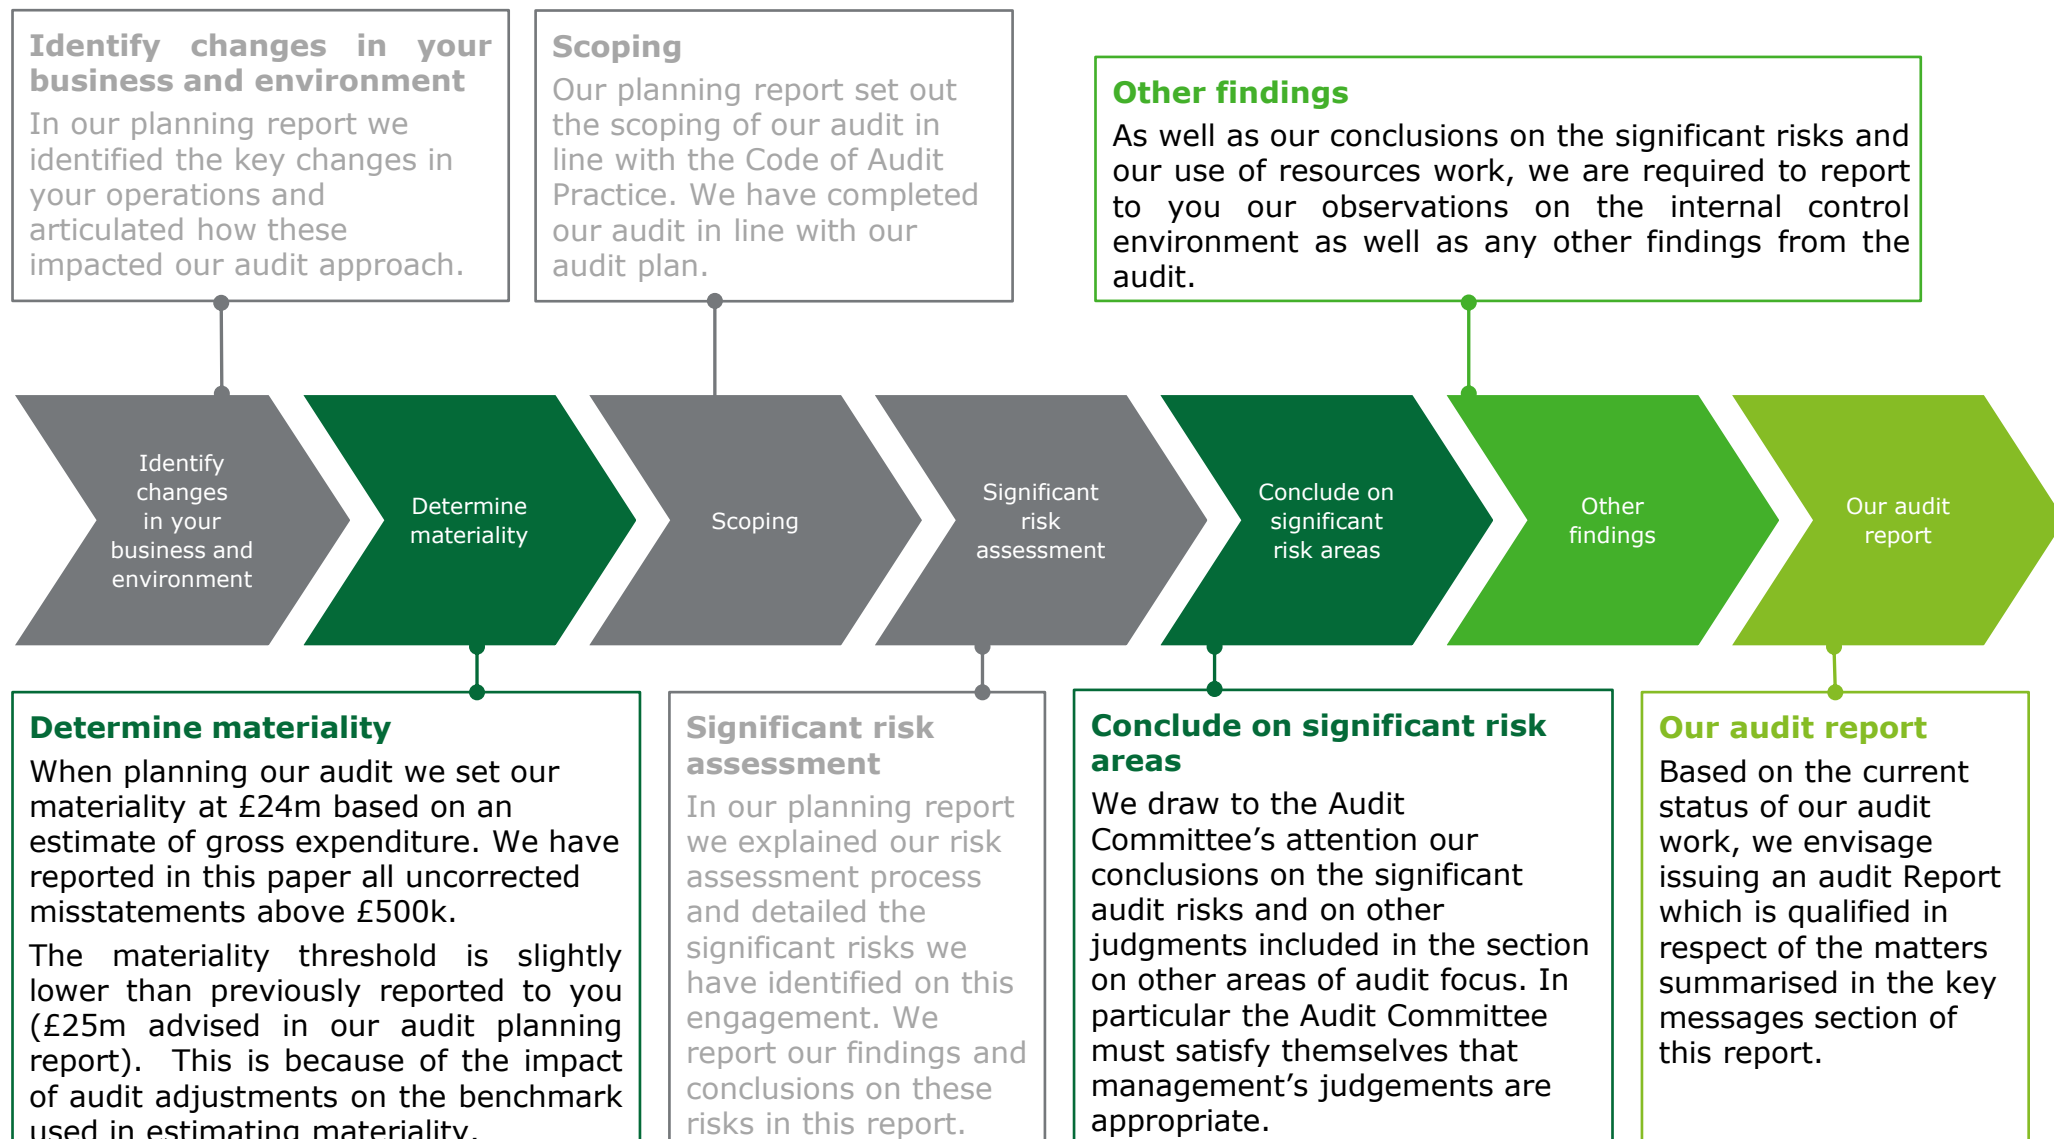 Identify changes in your
business and environment
In our planning report we
identified the key changes in
your operations and
articulated how these
impacted our audit approach.
Scoping
Our planning report set out
the scoping of our audit in
line with the Code of Audit
Practice. We have completed
our audit in line with our
audit plan.
Other findings
As well as our conclusions on the significant risks and
our use of resources work, we are required to report
to you our observations on the internal control
environment as well as any other findings from the
audit.
Identify
changes
in your
business and
environment
Determine
materiality
Scoping
Significant
risk
assessment
Conclude on
significant
risk areas
Other
findings
Our audit
report
Determine materiality
When planning our audit we set our
materiality at £24m based on an
estimate of gross expenditure. We have
reported in this paper all uncorrected
misstatements above £500k.
The materiality threshold is slightly
lower than previously reported to you
(£25m advised in our audit planning
report). This is because of the impact
of audit adjustments on the benchmark
used in estimating materiality.
Significant risk
assessment
In our planning report
we explained our risk
assessment process
and detailed the
significant risks we
have identified on this
engagement. We
report our findings and
conclusions on these
risks in this report.
Conclude on significant risk
areas
We draw to the Audit
Committee’s attention our
conclusions on the significant
audit risks and on other
judgments included in the section
on other areas of audit focus. In
particular the Audit Committee
must satisfy themselves that
management’s judgements are
appropriate.
Our audit report
Based on the current
status of our audit
work, we envisage
issuing an audit Report
which is qualified in
respect of the matters
summarised in the key
messages section of
this report.